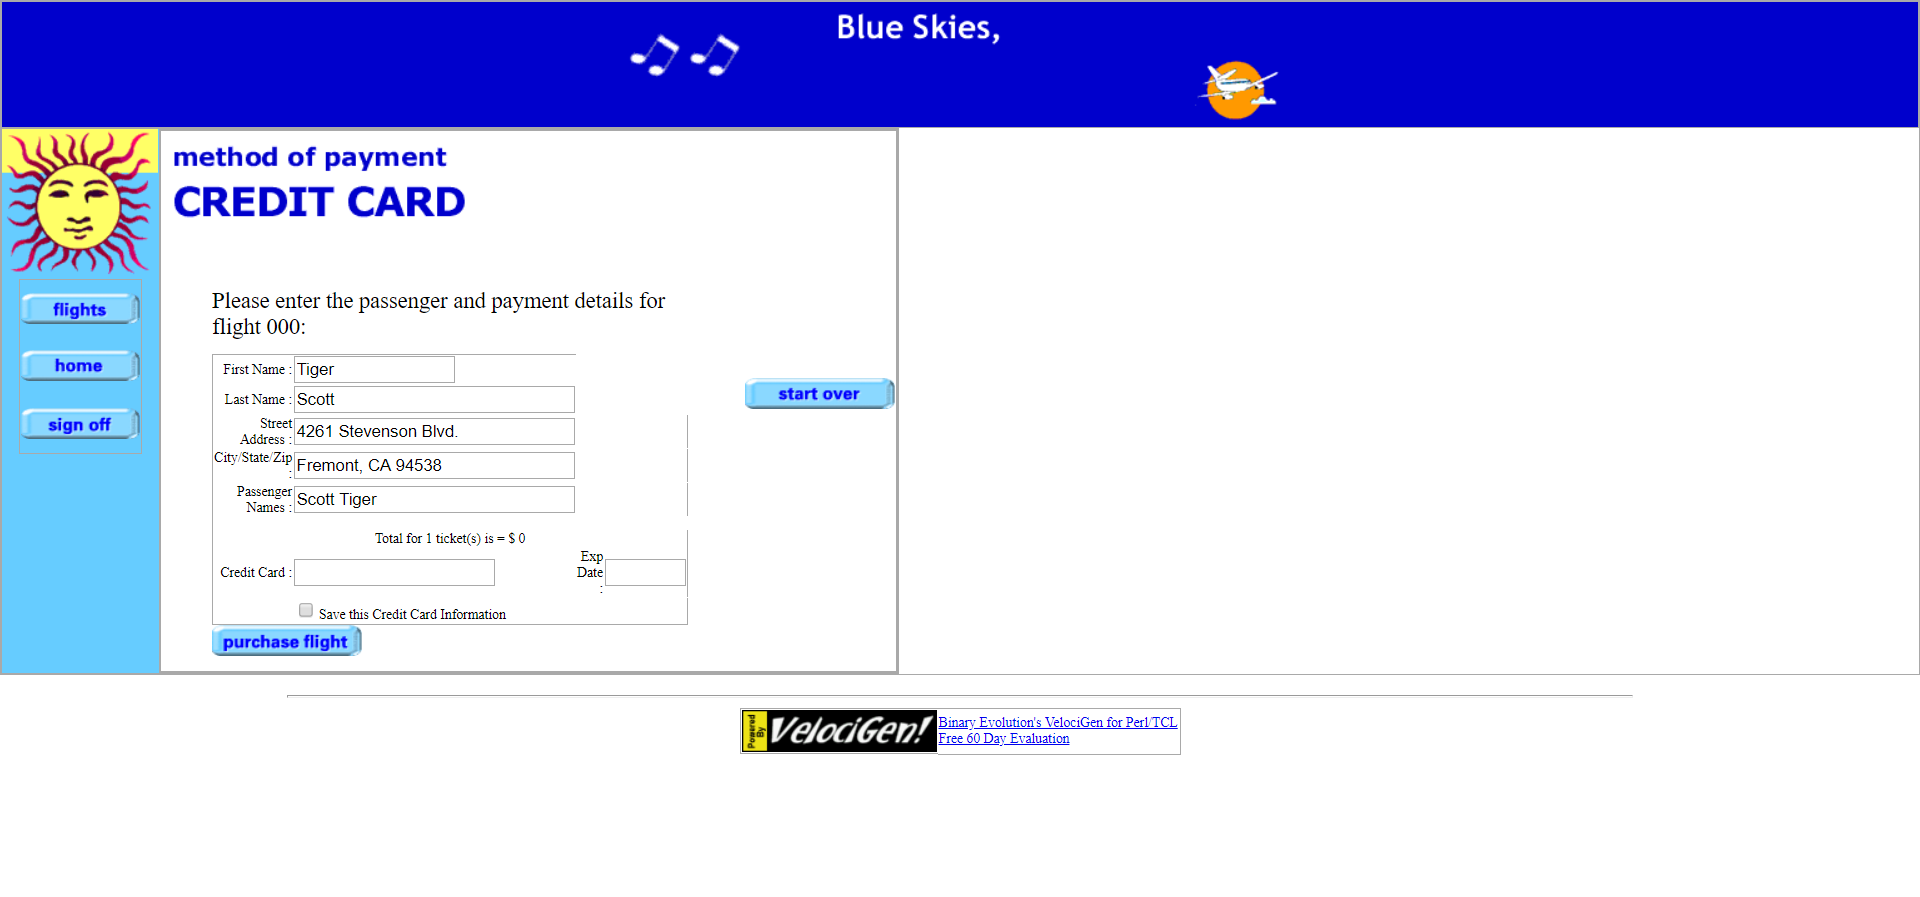 Blue Skies,
method of payment
CREDIT CARD
flights
home
sign off
Please enter the passenger and payment details for
flight 000:
First Name : Tiger
Last Name : Scott
Street
Address : 4261 Stevenson Blvd.
City/State/Zip
: Fremont, CA 94538
Passenger
Names : Scott Tiger
start over
Total for 1 ticket(s) is = $ 0
Credit Card :
Exp
Date
:
Save this Credit Card Information
purchase flight
Powered
By
VelociGen!
Binary Evolution's VelociGen for Perl/TCL
Free 60 Day Evaluation